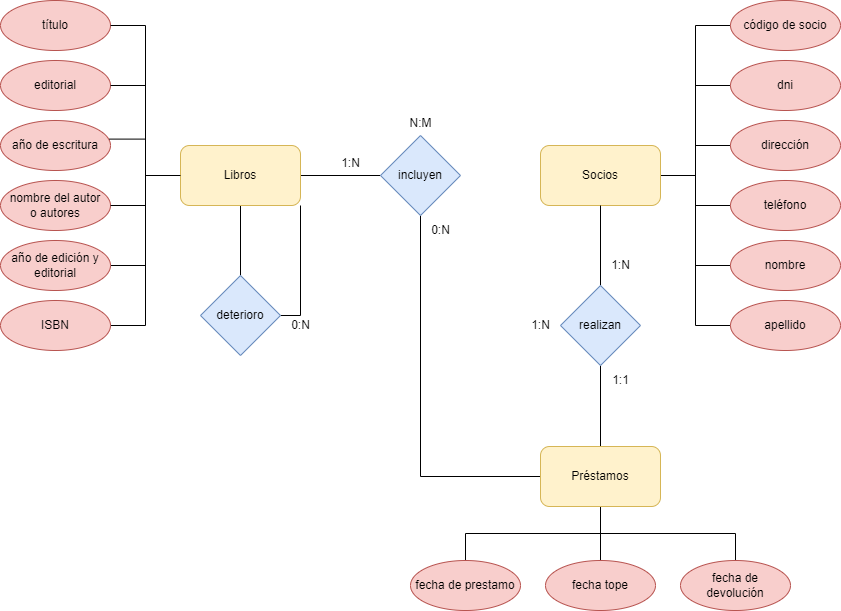 título
editorial
año de escritura
nombre del autor
o autores
año de edición y
editorial
ISBN
Libros
deterioro
0:N
1:N
N:M
incluyen
0:N
Socios
código de socio
dni
dirección
teléfono
nombre
apellido
1:N
1:N
realizan
1:1
Préstamos
fecha de prestamo
fecha tope
fecha de
devolución